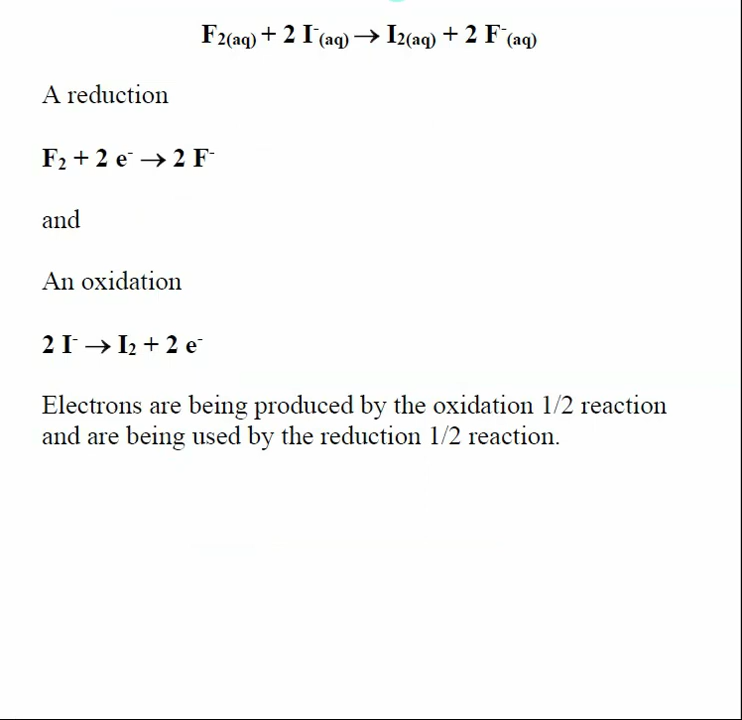 F₂(aq) + 2 I⁻(aq) → I₂(aq) + 2 F⁻(aq)
A reduction
F₂ + 2 e⁻ → 2 F⁻
and
An oxidation
2 I⁻ → I₂ + 2 e⁻
Electrons are being produced by the oxidation 1/2 reaction
and are being used by the reduction 1/2 reaction.